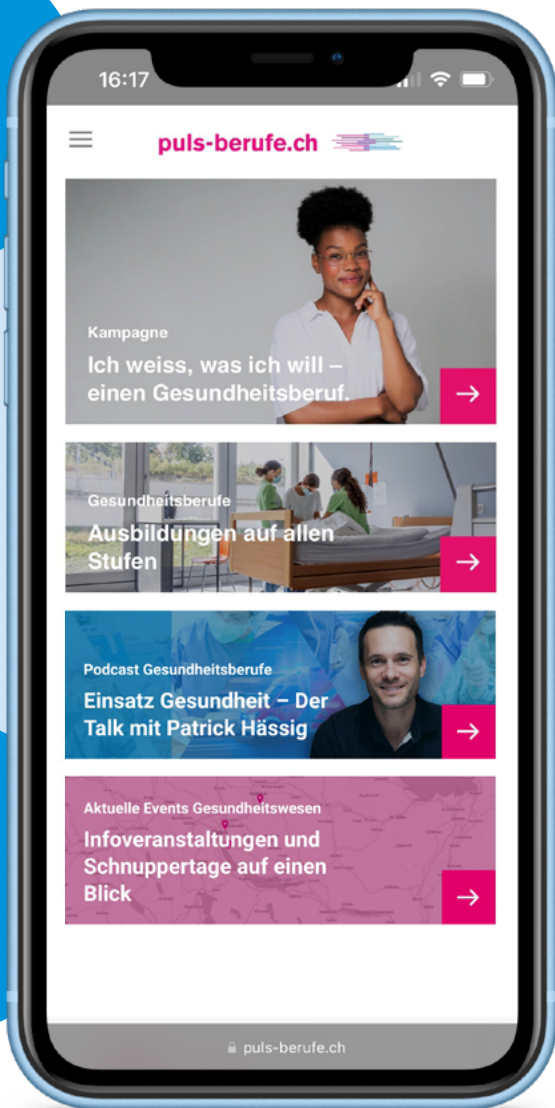 16:17
puls-berufe.ch
Kampagne
Ich weiss, was ich will –
einen Gesundheitsberuf.
Gesundheitsberufe
Ausbildungen auf allen
Stufen
Podcast Gesundheitsberufe
Einsatz Gesundheit – Der
Talk mit Patrick Hässig
Aktuelle Events Gesundheitswesen
Infoveranstaltungen und
Schnuppertage auf einen
Blick
puls-berufe.ch